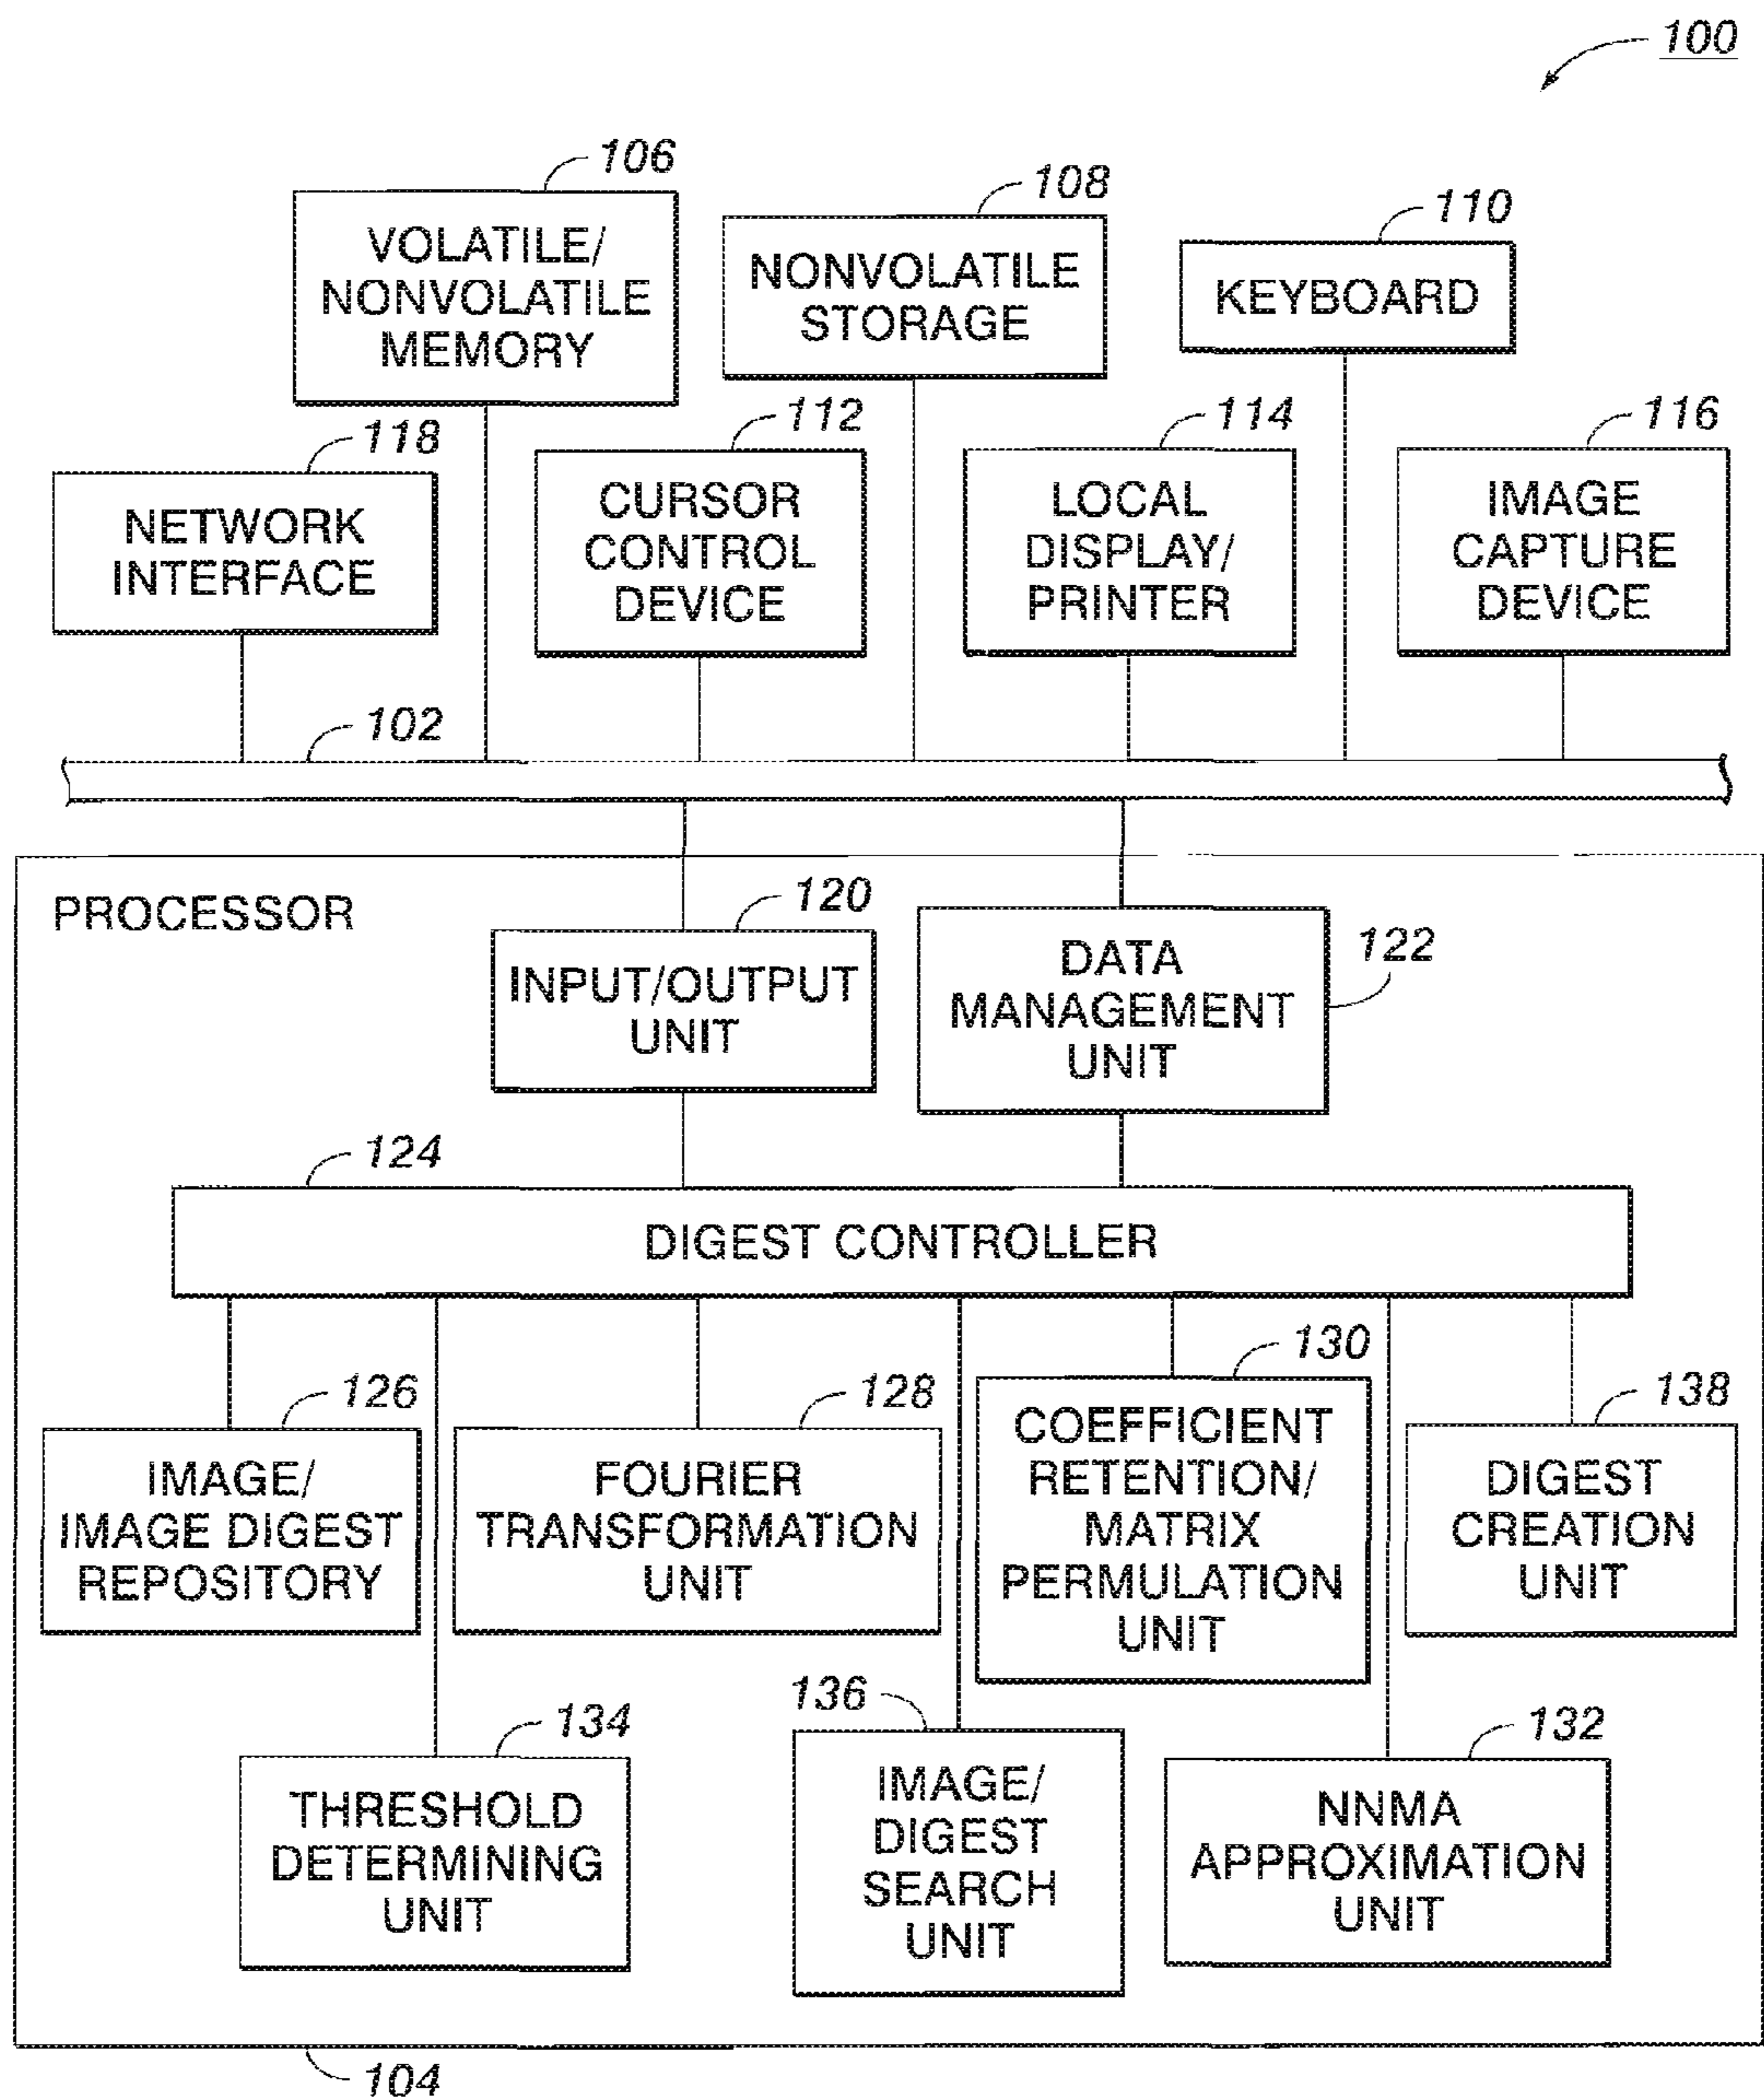 100
106
VOLATILE/
NONVOLATILE
MEMORY
108
NONVOLATILE
STORAGE
110
KEYBOARD
118
NETWORK
INTERFACE
112
CURSOR
CONTROL
DEVICE
114
LOCAL
DISPLAY/
PRINTER
116
IMAGE
CAPTURE
DEVICE
102
PROCESSOR
120
INPUT/OUTPUT
UNIT
DATA
MANAGEMENT
UNIT
122
124
DIGEST CONTROLLER
126
IMAGE/
IMAGE DIGEST
REPOSITORY
128
FOURIER
TRANSFORMATION
UNIT
130
COEFFICIENT
RETENTION/
MATRIX
PERMULATION
UNIT
138
DIGEST
CREATION
UNIT
134
THRESHOLD
DETERMINING
UNIT
136
IMAGE/
DIGEST
SEARCH
UNIT
132
NNMA
APPROXIMATION
UNIT
104